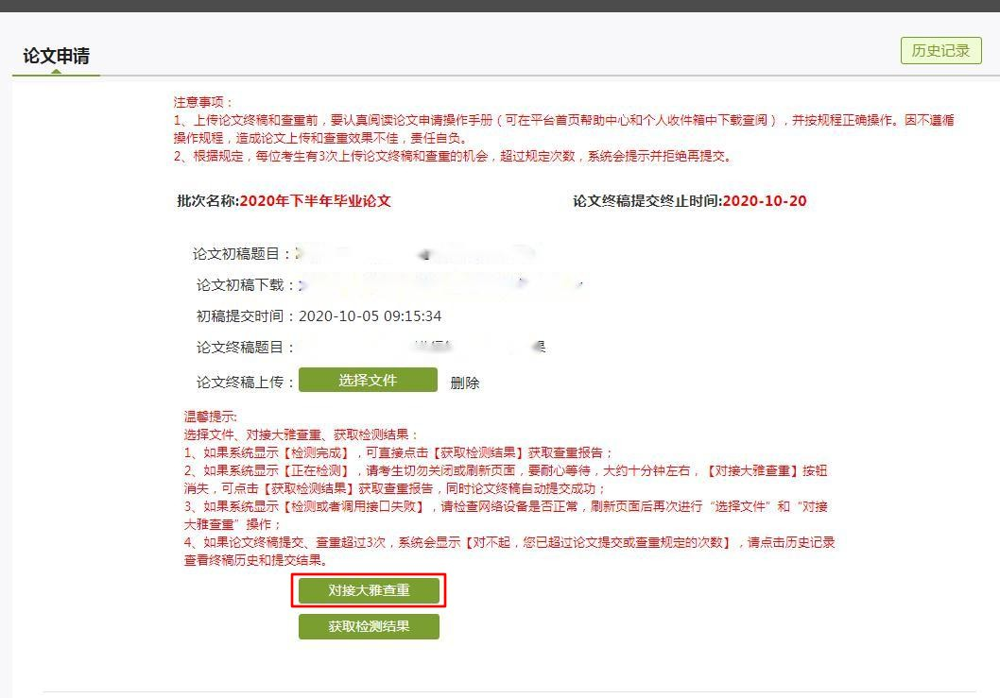 论文申请
历史记录
注意事项：
1、上传论文终稿和查重前，要认真阅读论文申请操作手册（可在平台首页帮助中心和个人收件箱中下载查阅），并按规程正确操作。因不遵循
操作规程，造成论文上传和查重效果不佳，责任自负。
2、根据规定，每位考生有3次上传论文终稿和查重的机会，超过规定次数，系统会提示并拒绝再提交。
批次名称:2020年下半年毕业论文 论文终稿提交终止时间:2020-10-20
论文初稿题目：
论文初稿下载：
初稿提交时间：2020-10-05 09:15:34
论文终稿题目：
论文终稿上传： 选择文件 删除
温馨提示:
选择文件、对接大雅查重、获取检测结果：
1、如果系统显示【检测完成】，可直接点击【获取检测结果】获取查重报告；
2、如果系统显示【正在检测】，请考生切勿关闭或刷新页面，要耐心等待，大约十分钟左右，【对接大雅查重】按钮
消失，可点击【获取检测结果】获取查重报告，同时论文终稿自动提交成功；
3、如果系统显示【检测或者调用接口失败】，请检查网络设备是否正常，刷新页面后再次进行“选择文件”和“对接
大雅查重”操作；
4、如果论文终稿提交、查重超过3次，系统会显示【对不起，您已超过论文提交或查重规定的次数】，请点击历史记录
查看终稿历史和提交结果。
对接大雅查重
获取检测结果